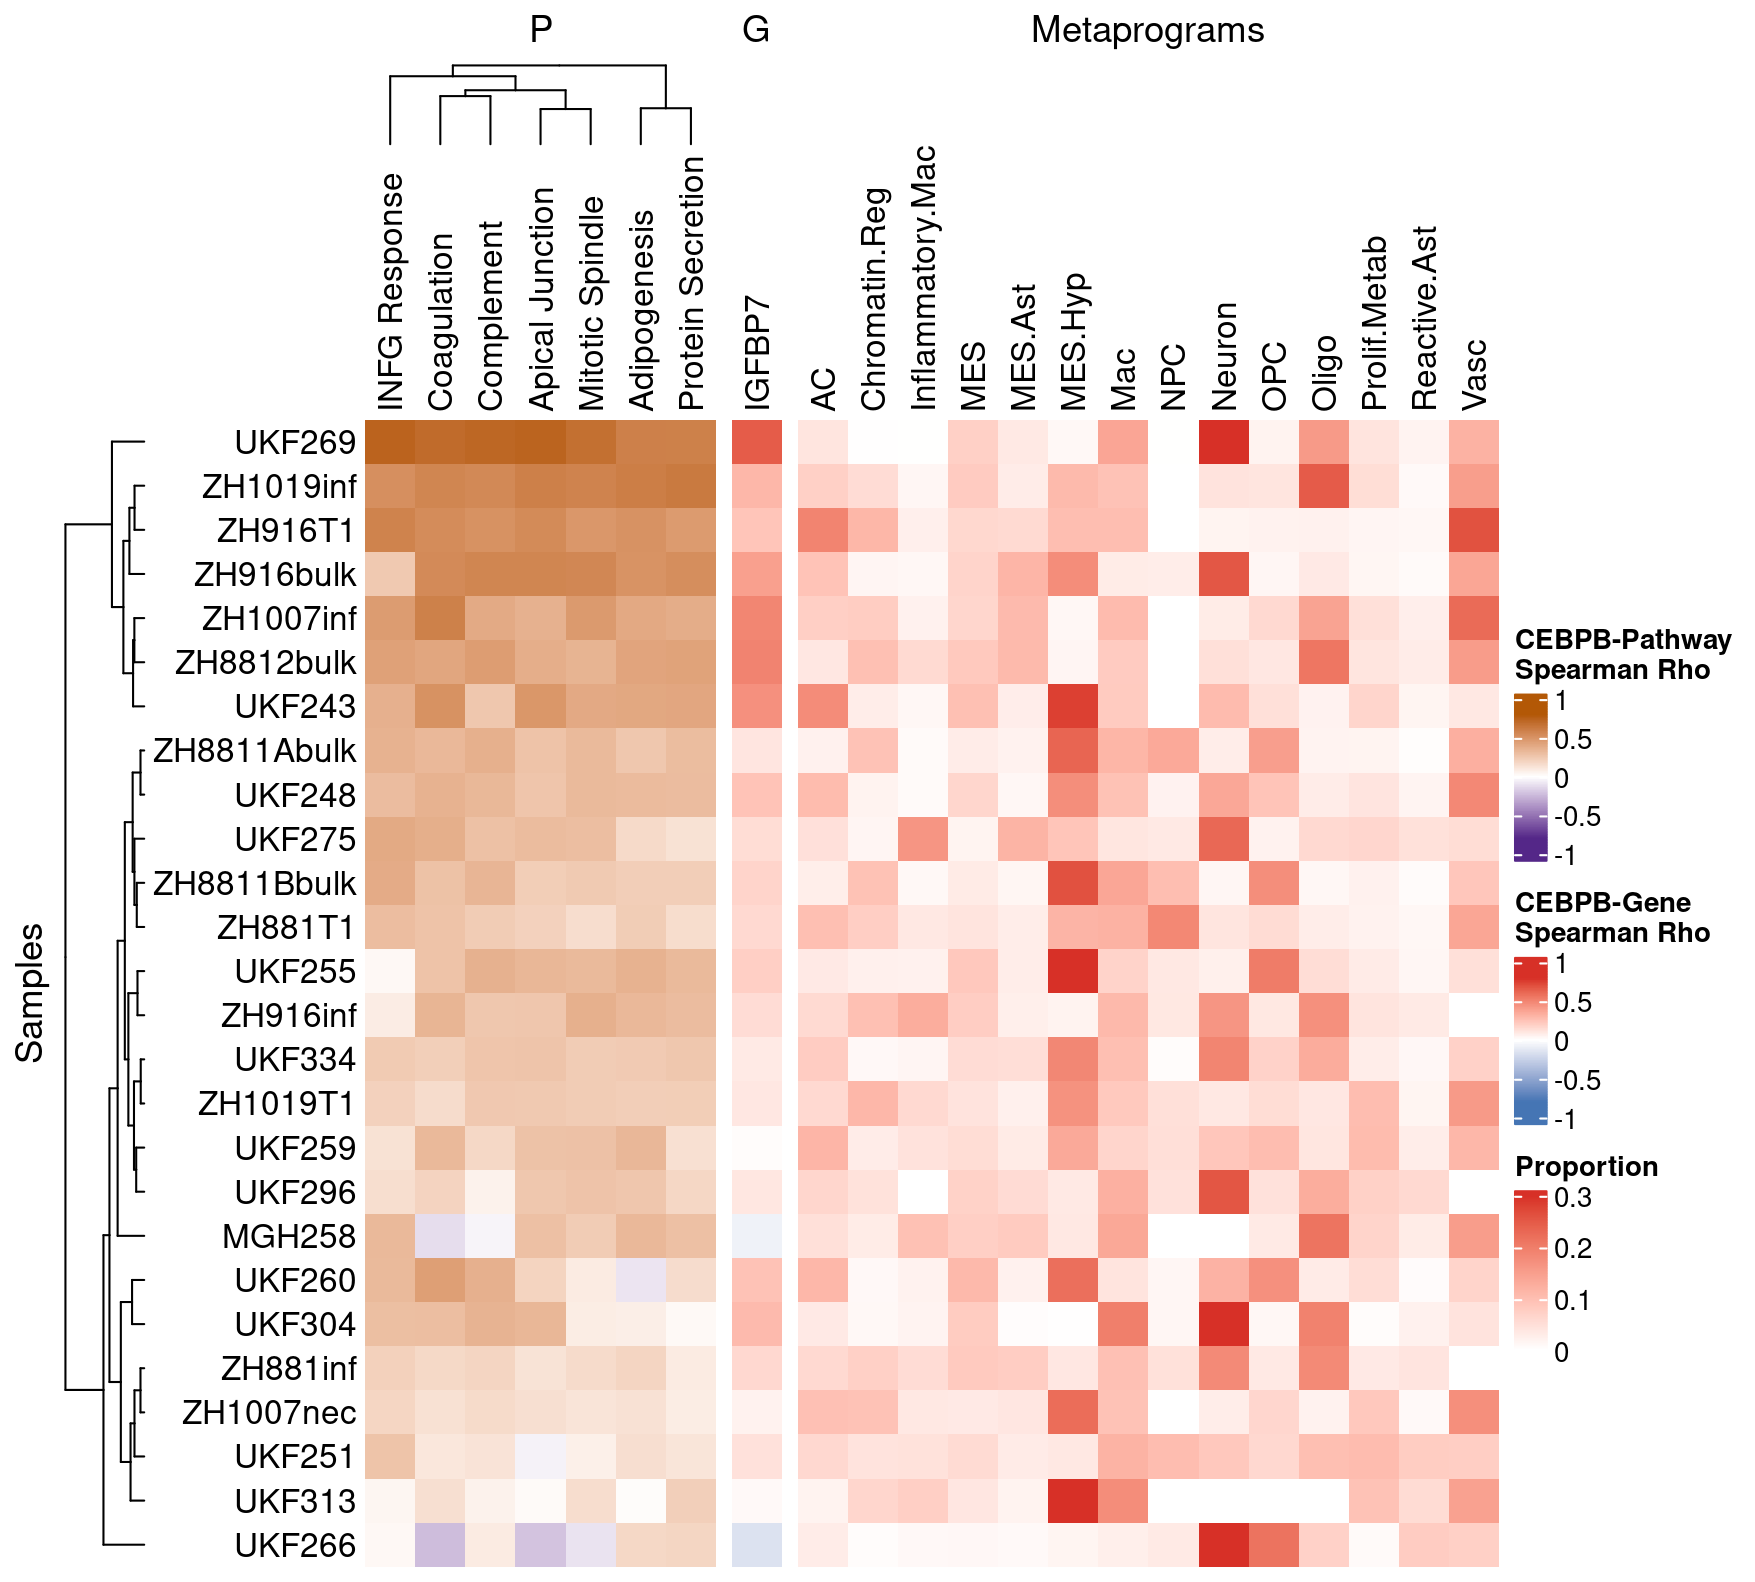 P
G
Metaprograms
INFG Response
Coagulation
Complement
Apical Junction
Mitotic Spindle
Adipogenesis
Protein Secretion
IGFBP7
AC
Chromatin.Reg
Inflammatory.Mac
MES
MES.Ast
MES.Hyp
Mac
NPC
Neuron
OPC
Oligo
Prolif.Metab
Reactive.Ast
Vasc
Samples
UKF269
ZH1019inf
ZH916T1
ZH916bulk
ZH1007inf
ZH8812bulk
UKF243
ZH8811Abulk
UKF248
UKF275
ZH8811Bbulk
ZH881T1
UKF255
ZH916inf
UKF334
ZH1019T1
UKF259
UKF296
MGH258
UKF260
UKF304
ZH881inf
ZH1007nec
UKF251
UKF313
UKF266
CEBPB-Pathway
Spearman Rho
1
0.5
0
-0.5
-1
CEBPB-Gene
Spearman Rho
1
0.5
0
-0.5
-1
Proportion
0.3
0.2
0.1
0